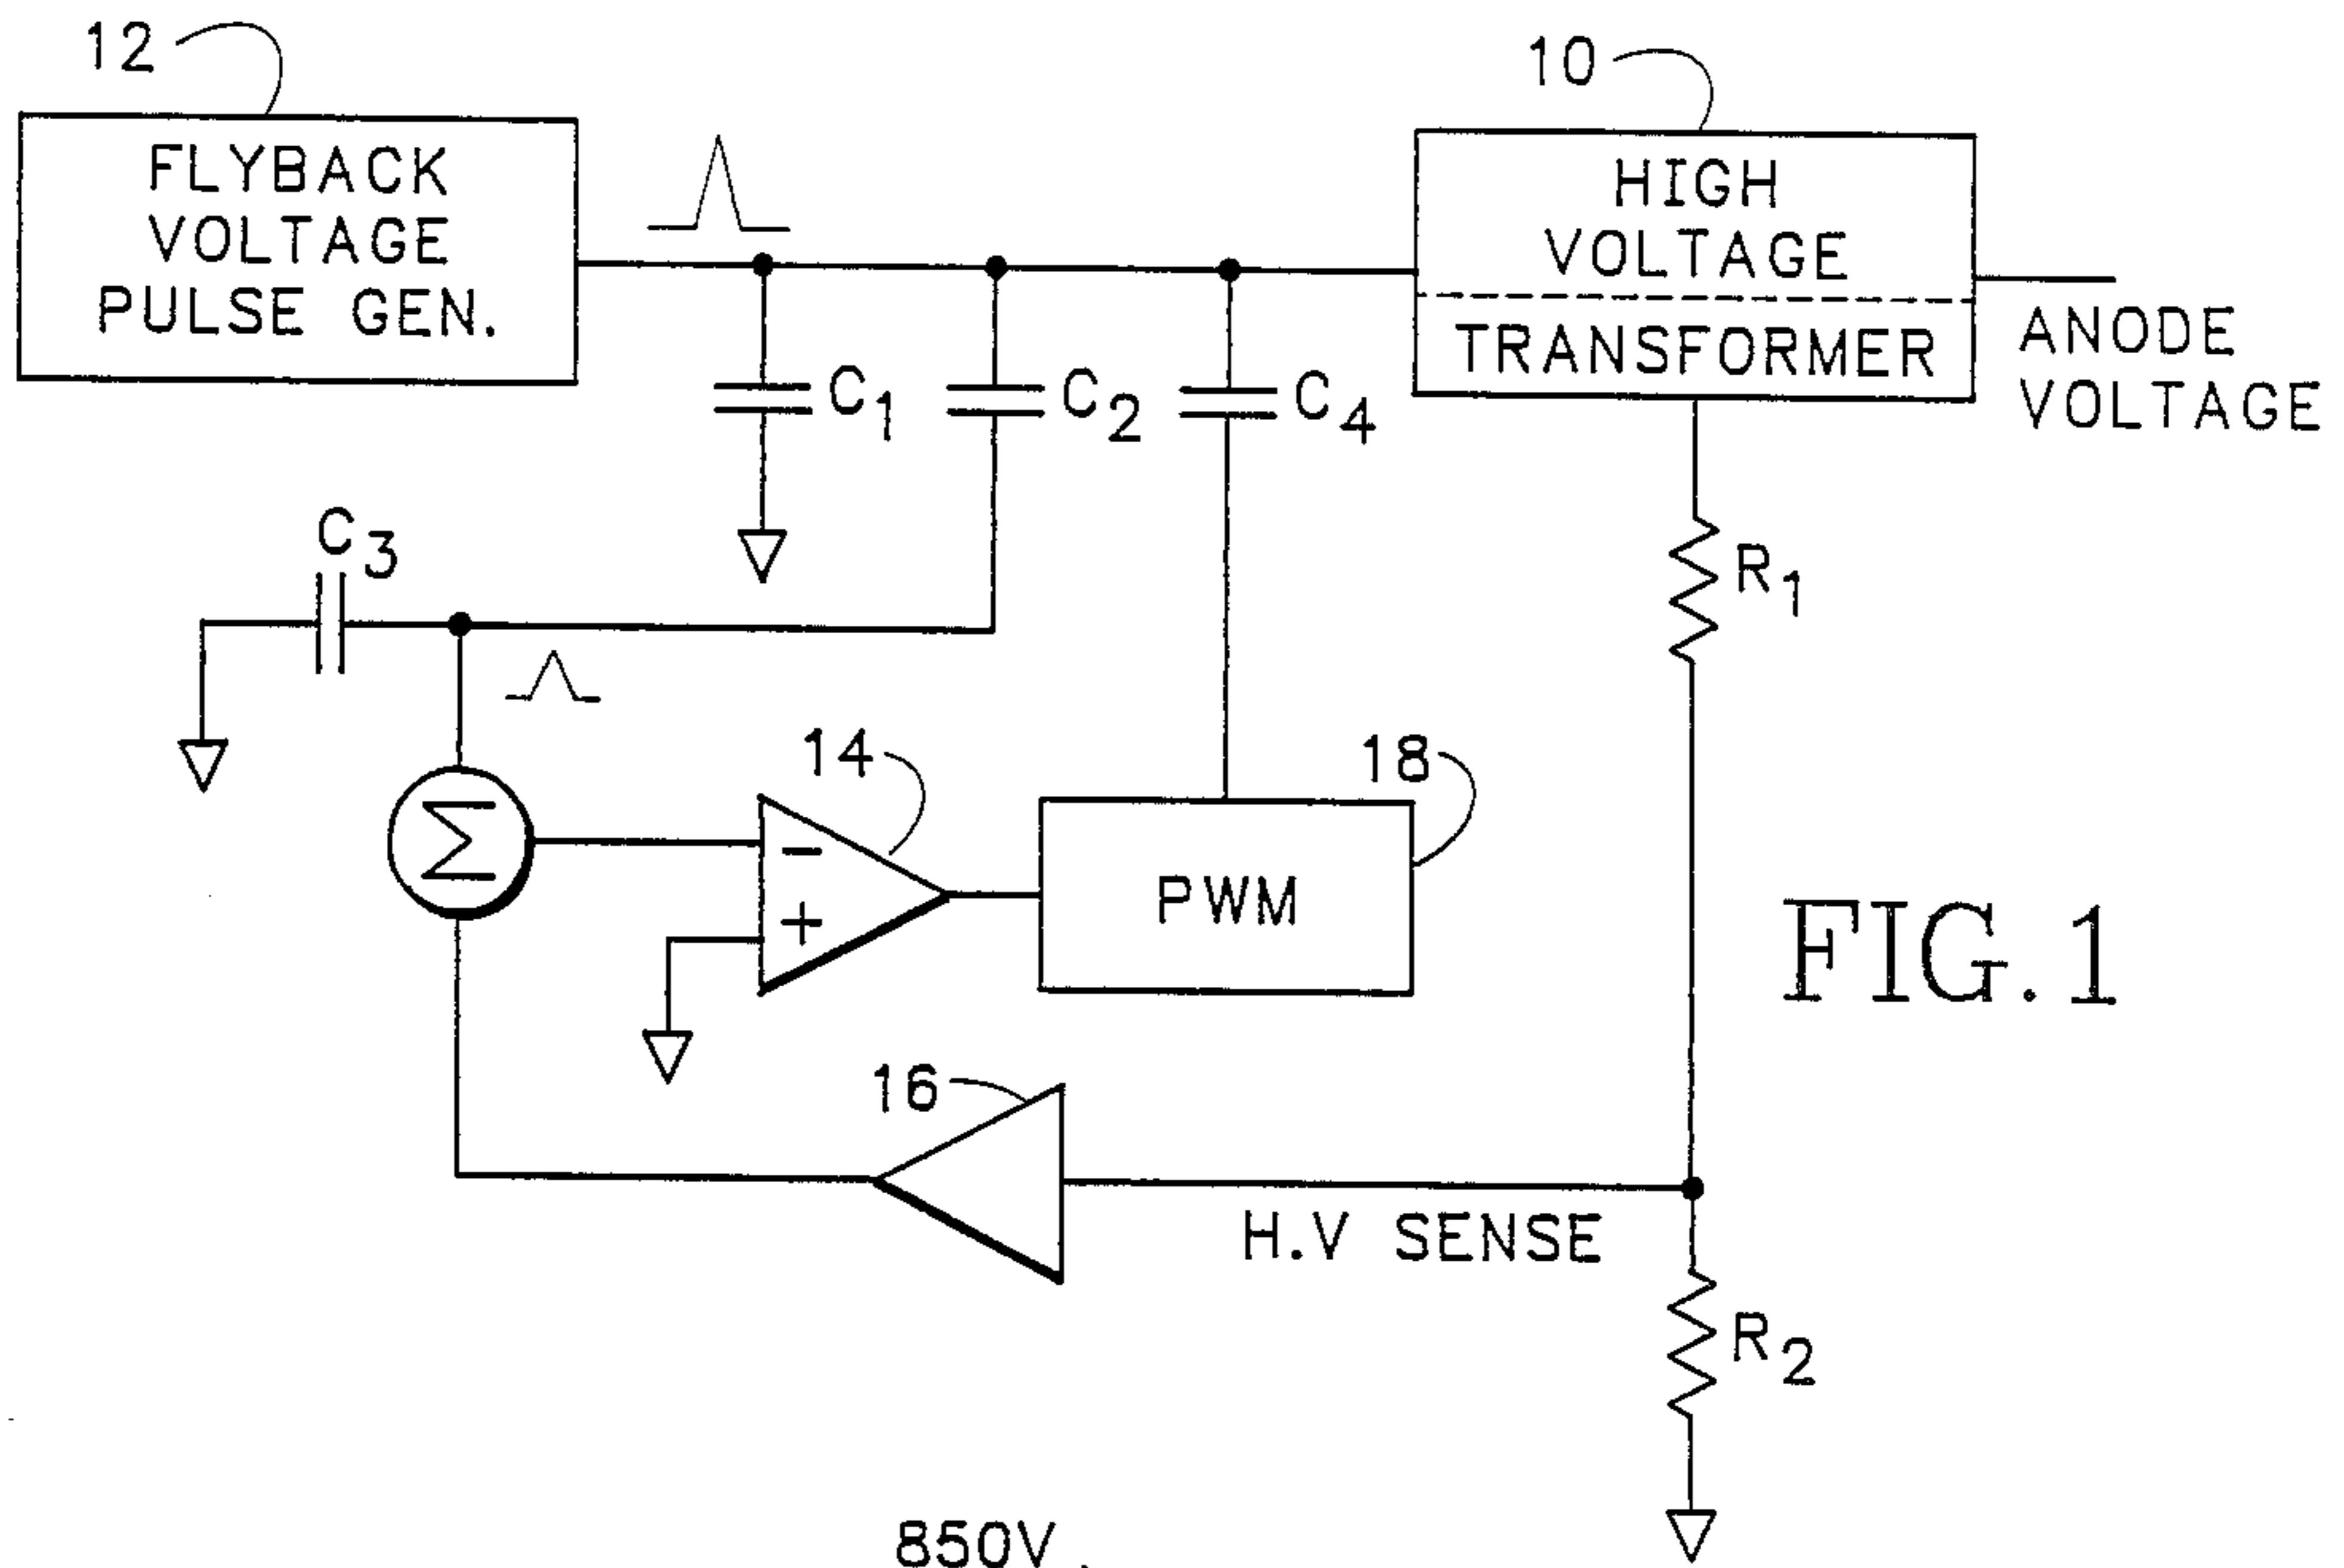 12
10
FLYBACK
VOLTAGE
PULSE GEN.
HIGH
VOLTAGE
TRANSFORMER
ANODE
VOLTAGE
C1
C2
C4
C3
R1
14
18
Σ
−
+
PWM
FIG.1
16
H.V SENSE
R2
850V